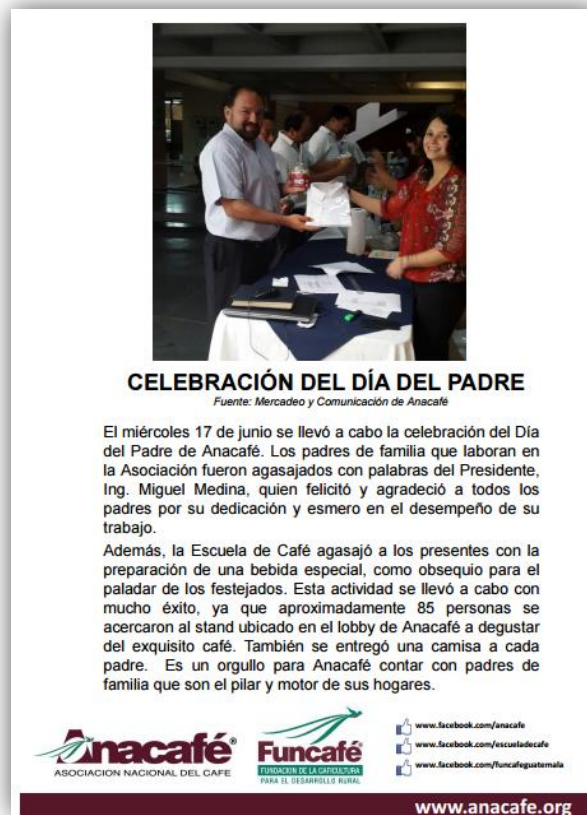 CELEBRACIÓN DEL DÍA DEL PADRE
Fuente: Mercadeo y Comunicación de Anacafé
El miércoles 17 de junio se llevó a cabo la celebración del Día
del Padre de Anacafé. Los padres de familia que laboran en
la Asociación fueron agasajados con palabras del Presidente,
Ing. Miguel Medina, quien felicitó y agradeció a todos los
padres por su dedicación y esmero en el desempeño de su
trabajo.
Además, la Escuela de Café agasajó a los presentes con la
preparación de una bebida especial, como obsequio para el
paladar de los festejados. Esta actividad se llevó a cabo con
mucho éxito, ya que aproximadamente 85 personas se
acercaron al stand ubicado en el lobby de Anacafé a degustar
del exquisito café. También se entregó una camisa a cada
padre. Es un orgullo para Anacafé contar con padres de
familia que son el pilar y motor de sus hogares.
Anacafé®
ASOCIACION NACIONAL DEL CAFE
Funcafé®
FUNDACION DE LA CAFICULTURA
PARA EL DESARROLLO RURAL
www.facebook.com/anacafe
www.facebook.com/escueladecafe
www.facebook.com/funcafeguatemala
www.anacafe.org